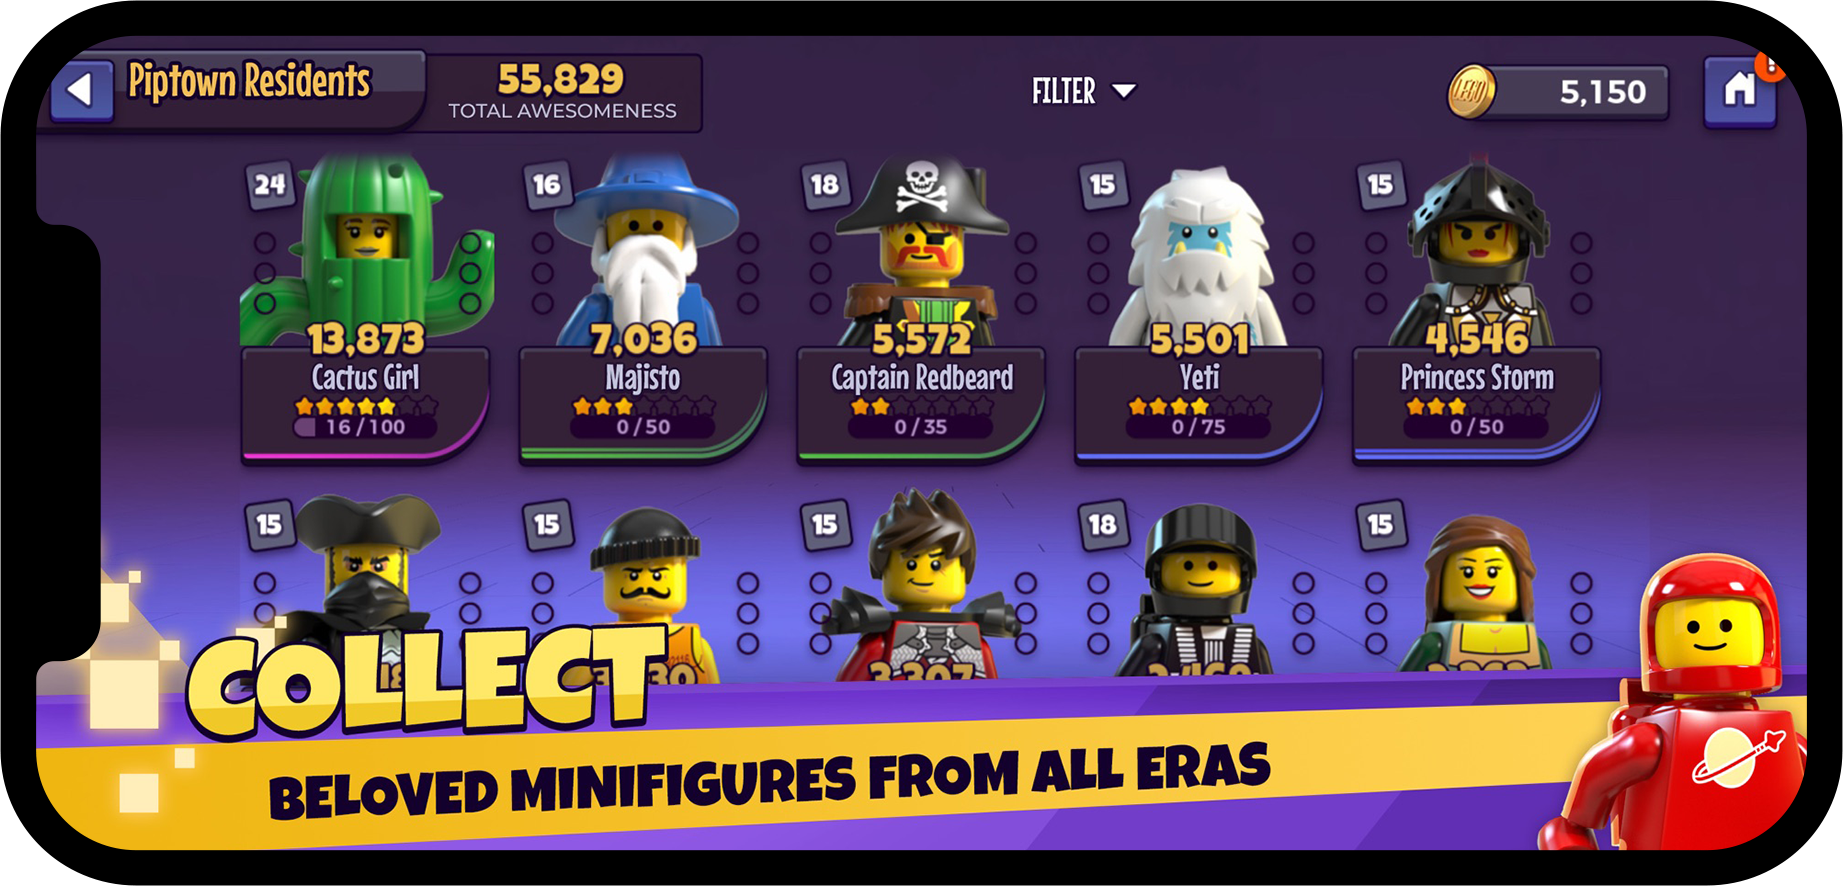 Piptown Residents
55,829
TOTAL AWESOMENESS
FILTER
LEGO
5,150
!
24
16
18
15
15
13,873
7,036
5,572
5,501
4,546
Cactus Girl
Majisto
Captain Redbeard
Yeti
Princess Storm
16 / 100
0 / 50
0 / 35
0 / 75
0 / 50
15
15
15
18
15
3,307
COLLECT
BELOVED MINIFIGURES FROM ALL ERAS